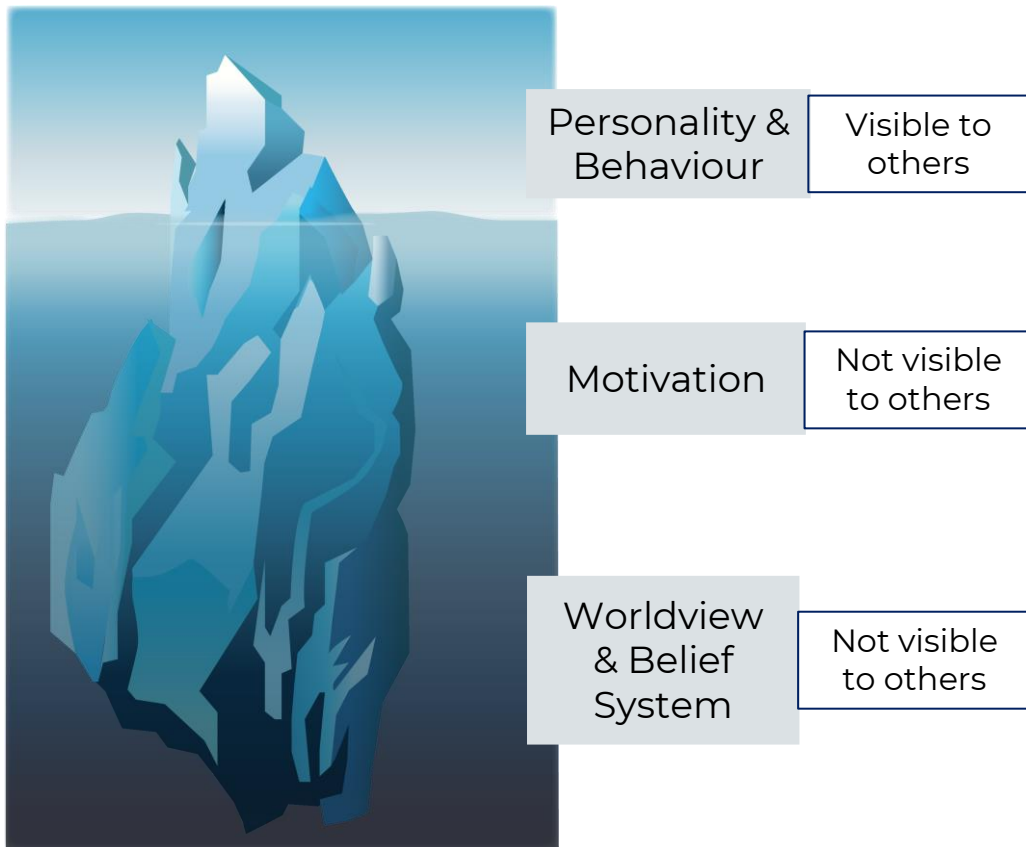 Personality &
Behaviour
Visible to
others
Motivation
Not visible
to others
Worldview
& Belief
System
Not visible
to others